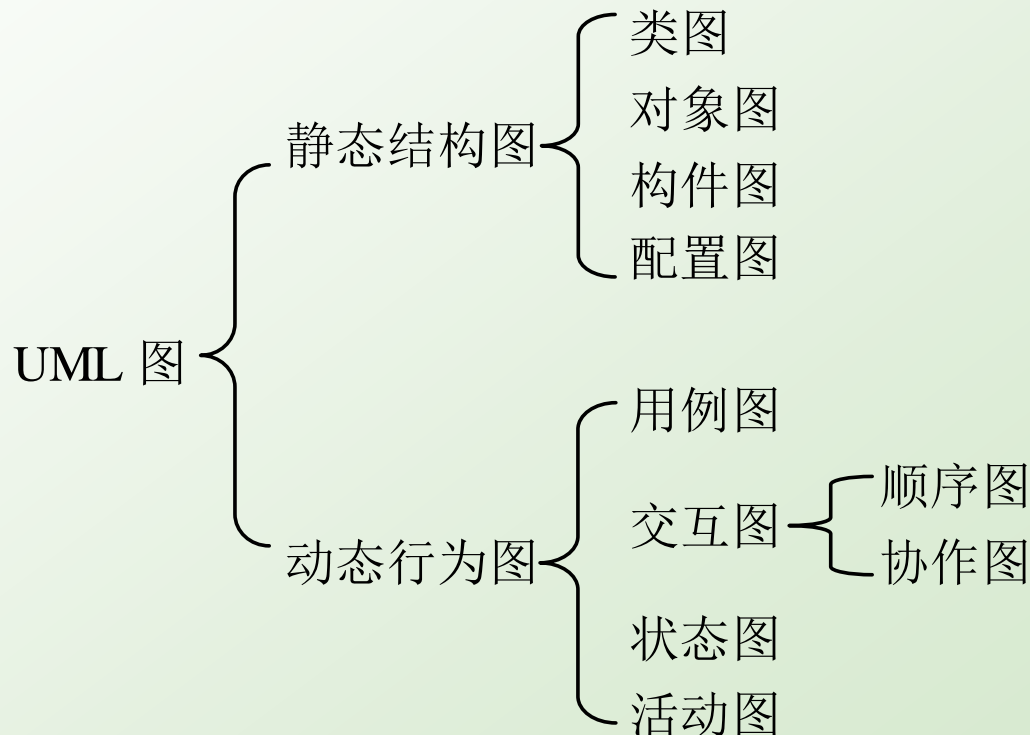 UML 图
静态结构图
类图
对象图
构件图
配置图
动态行为图
用例图
交互图
顺序图
协作图
状态图
活动图